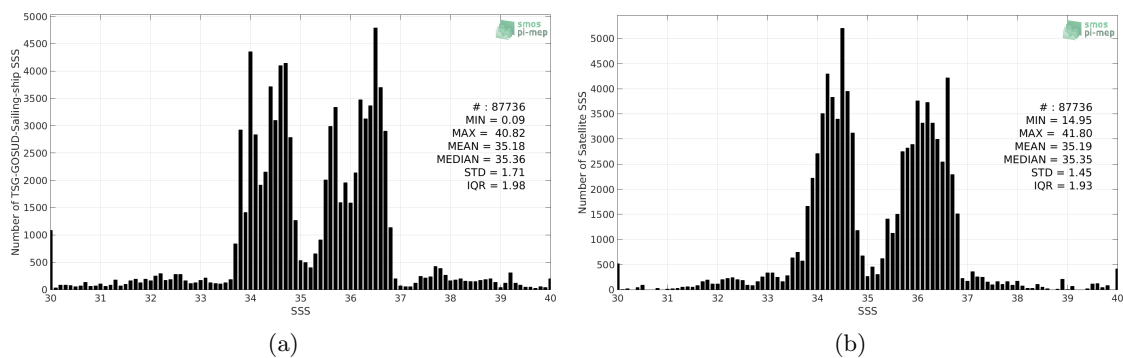 smos
pi-mep
Number of TSG-GOSUD-Sailing-ship SSS
5000
4500
4000
3500
3000
2500
2000
1500
1000
500
0
# : 87736
MIN = 0.09
MAX = 40.82
MEAN = 35.18
MEDIAN = 35.36
STD = 1.71
IQR = 1.98
30 31 32 33 34 35 36 37 38 39 40
SSS
(a)
smos
pi-mep
Number of Satellite SSS
5000
4500
4000
3500
3000
2500
2000
1500
1000
500
0
# : 87736
MIN = 14.95
MAX = 41.80
MEAN = 35.19
MEDIAN = 35.35
STD = 1.45
IQR = 1.93
30 31 32 33 34 35 36 37 38 39 40
SSS
(b)